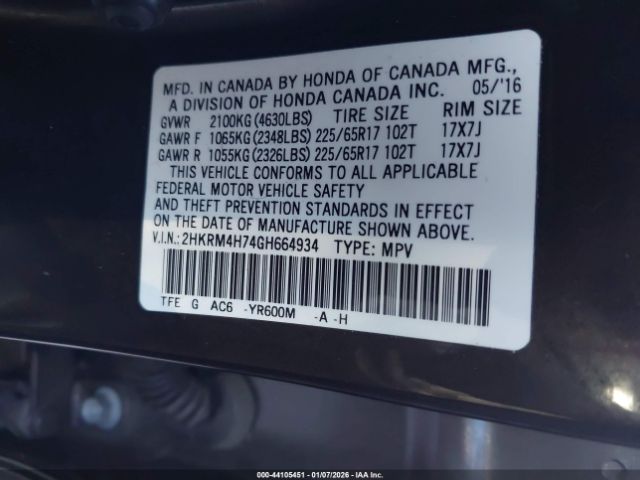 MFD. IN CANADA BY HONDA OF CANADA MFG.,
A DIVISION OF HONDA CANADA INC. 05/'16
GVWR 2100KG(4630LBS) TIRE SIZE RIM SIZE
GAWR F 1065KG(2348LBS) 225/65R17 102T 17X7J
GAWR R 1055KG(2326LBS) 225/65R17 102T 17X7J
THIS VEHICLE CONFORMS TO ALL APPLICABLE
FEDERAL MOTOR VEHICLE SAFETY
AND THEFT PREVENTION STANDARDS IN EFFECT
ON THE DATE OF MANUFACTURE SHOWN ABOVE.
V.I.N.: 2HKRM4H74GH664934 TYPE: MPV
TFE G AC6 -YR600M -A -H
000-44105451 | 01/07/2026 | IAA Inc.